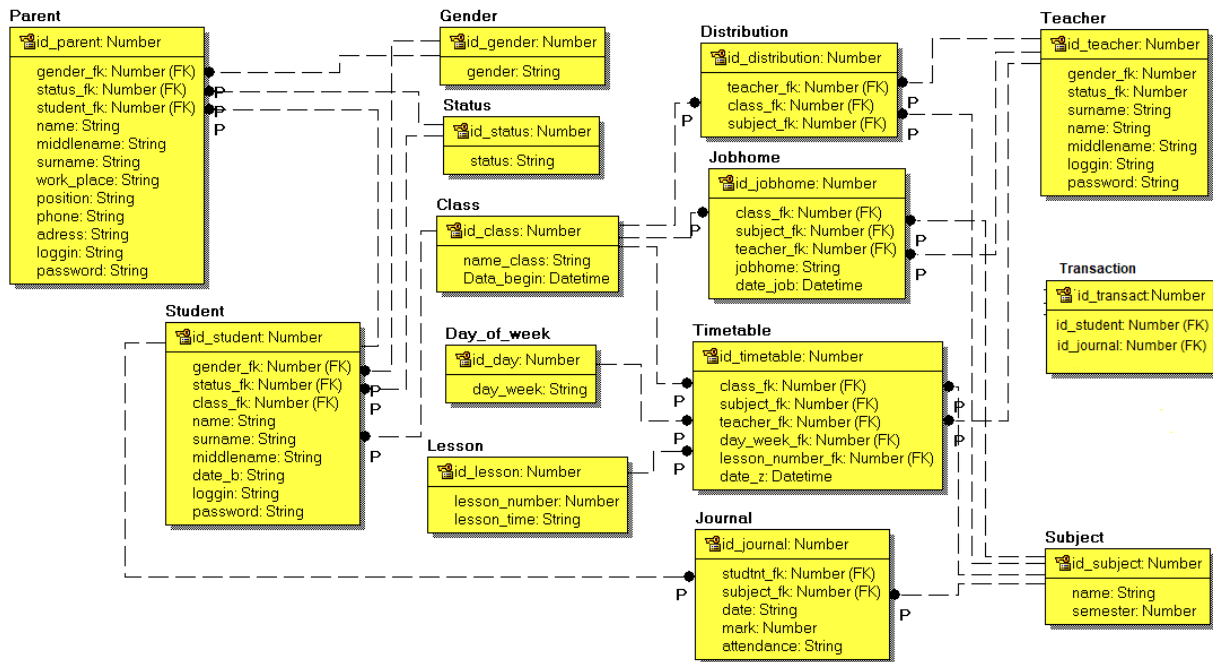 Parent
id_parent: Number
gender_fk: Number (FK)
status_fk: Number (FK)
student_fk: Number (FK)
name: String
middlename: String
surname: String
work_place: String
position: String
phone: String
adress: String
loggin: String
password: String
P
P
P
Gender
id_gender: Number
gender: String
Status
id_status: Number
status: String
Class
id_class: Number
name_class: String
Data_begin: Datetime
Student
id_student: Number
gender_fk: Number (FK)
status_fk: Number (FK)
class_fk: Number (FK)
name: String
surname: String
middlename: String
date_b: String
loggin: String
password: String
P
P
P
Day_of_week
id_day: Number
day_week: String
Lesson
id_lesson: Number
lesson_number: Number
lesson_time: String
Distribution
id_distribution: Number
teacher_fk: Number (FK)
class_fk: Number (FK)
subject_fk: Number (FK)
P
P
P
Jobhome
id_jobhome: Number
class_fk: Number (FK)
subject_fk: Number (FK)
teacher_fk: Number (FK)
jobhome: String
date_job: Datetime
P
P
P
Timetable
id_timetable: Number
class_fk: Number (FK)
subject_fk: Number (FK)
teacher_fk: Number (FK)
day_week_fk: Number (FK)
lesson_number_fk: Number (FK)
date_z: Datetime
P
P
P
P
P
Journal
id_journal: Number
studtnt_fk: Number (FK)
subject_fk: Number (FK)
date: String
mark: Number
attendance: String
P
P
Teacher
id_teacher: Number
gender_fk: Number
status_fk: Number
surname: String
name: String
middlename: String
loggin: String
password: String
Transaction
id_transact:Number
id_student: Number (FK)
id_journal: Number (FK)
Subject
id_subject: Number
name: String
semester: Number